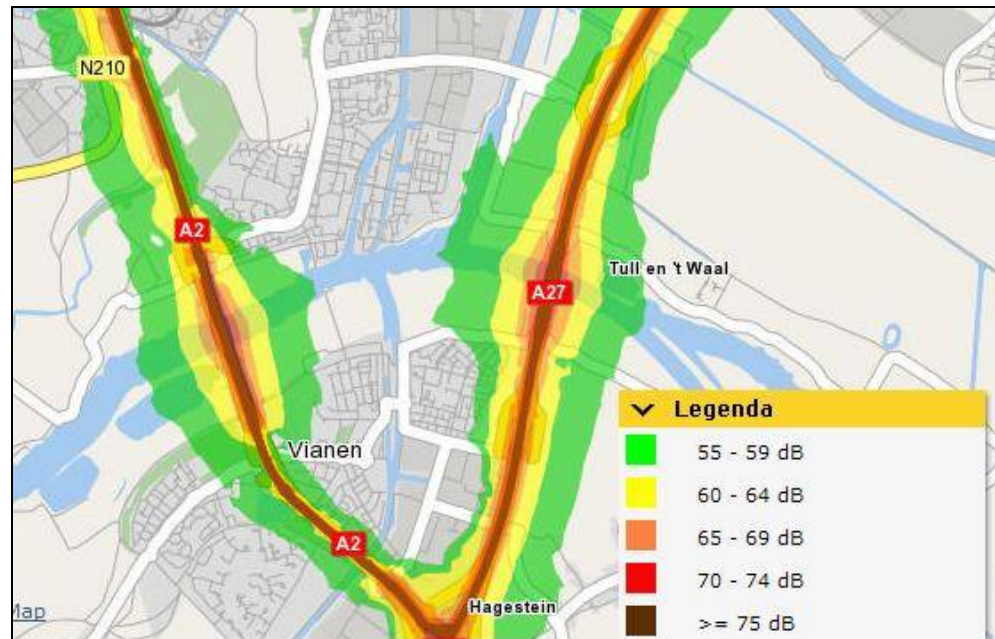 N210
A2
Tull en 't Waal
A27
Legenda
55 - 59 dB
Vianen
60 - 64 dB
65 - 69 dB
A2
70 - 74 dB
Hagestein
Map
>= 75 dB